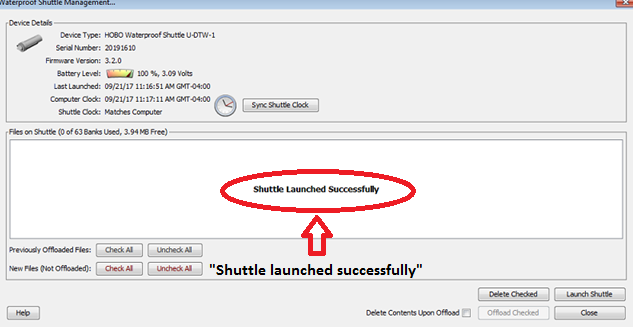 Waterproof Shuttle Management...
Device Details
Device Type: HOBO Waterproof Shuttle U-DTW-1
Serial Number: 20191610
Firmware Version: 3.2.0
Battery Level: 100 %, 3.09 Volts
Last Launched: 09/21/17 11:16:51 AM GMT-04:00
Computer Clock: 09/21/17 11:17:11 AM GMT-04:00
Sync Shuttle Clock
Shuttle Clock: Matches Computer
Files on Shuttle (0 of 63 Banks Used, 3.94 MB Free)
Shuttle Launched Successfully
Previously Offloaded Files: Check All Uncheck All
New Files (Not Offloaded): Check All Uncheck All
"Shuttle launched successfully"
Delete Checked Launch Shuttle
Help Delete Contents Upon Offload Offload Checked Close